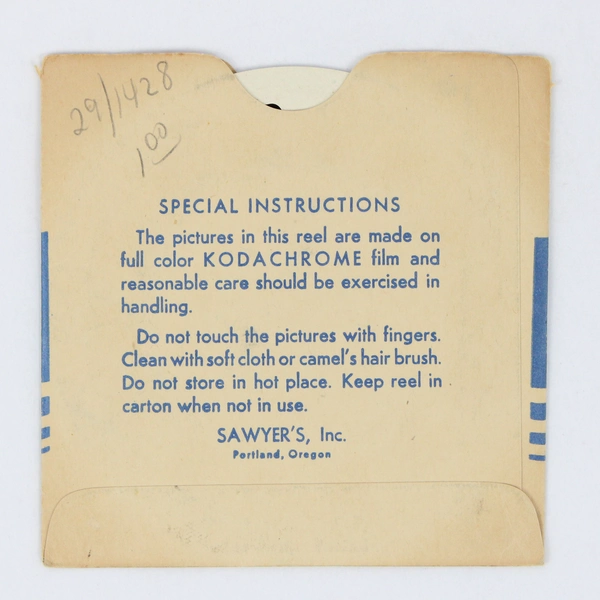 29/1428
1.00
SPECIAL INSTRUCTIONS
The pictures in this reel are made on
full color KODACHROME film and
reasonable care should be exercised in
handling.
Do not touch the pictures with fingers.
Clean with soft cloth or camel's hair brush.
Do not store in hot place. Keep reel in
carton when not in use.
SAWYER'S, Inc.
Portland, Oregon